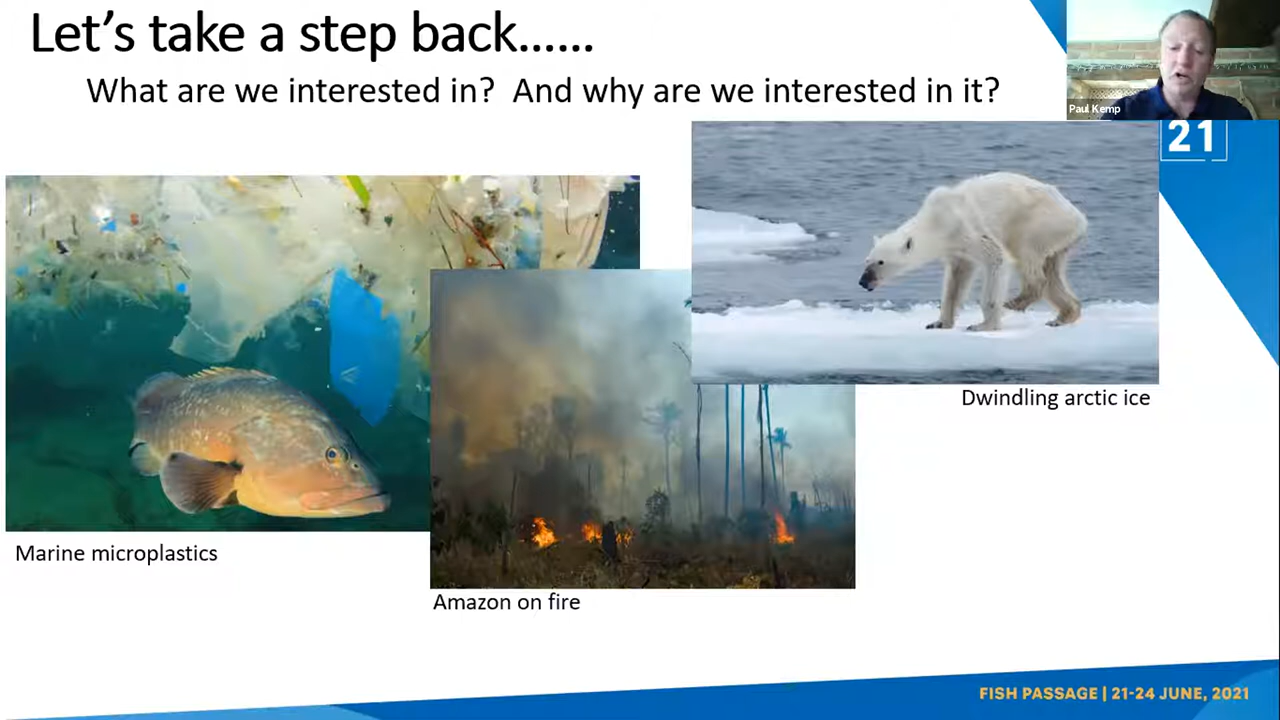 Let's take a step back......
What are we interested in?  And why are we interested in it?
Paul Kemp
21
Dwindling arctic ice
Marine microplastics
Amazon on fire
FISH PASSAGE | 21-24 JUNE, 2021